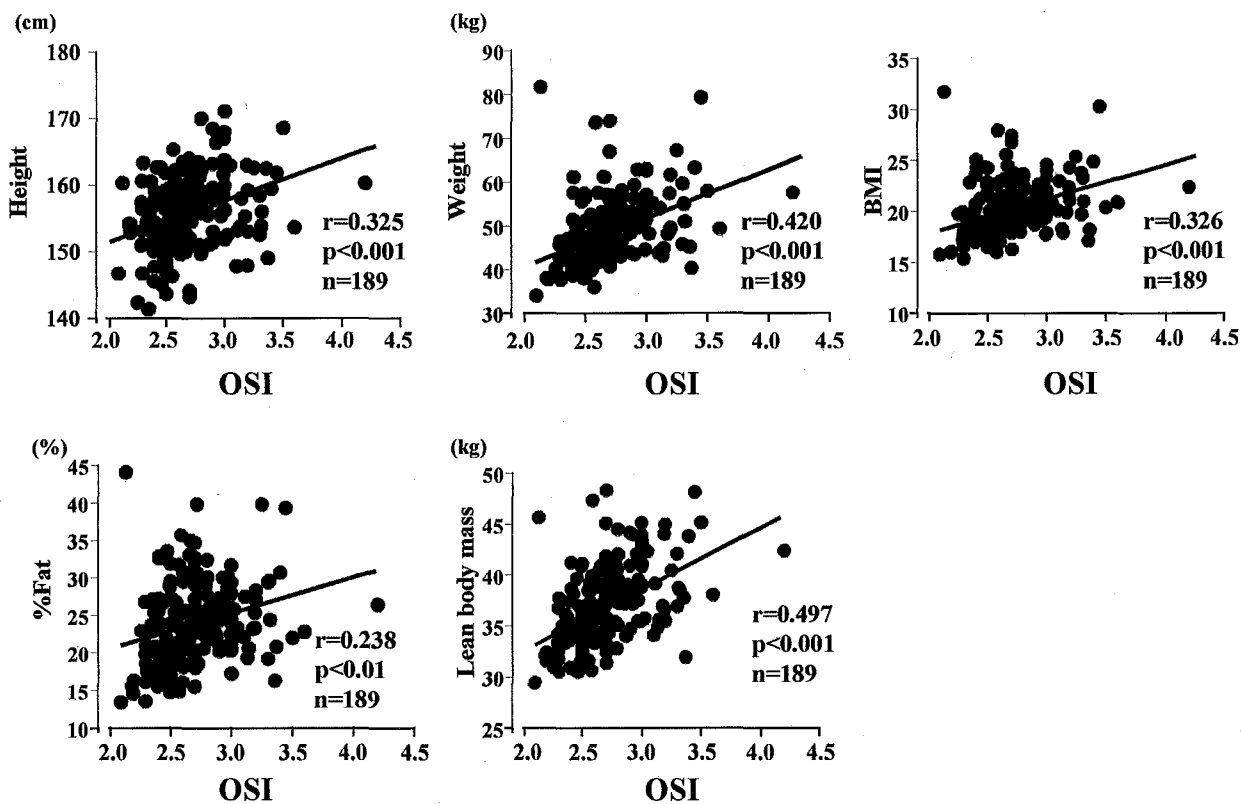 (cm)
180
170
160
150
140
Height
2.0 2.5 3.0 3.5 4.0 4.5
OSI
r=0.325
p<0.001
n=189
(kg)
90
80
70
60
50
40
30
Weight
2.0 2.5 3.0 3.5 4.0 4.5
OSI
r=0.420
p<0.001
n=189
35
30
25
20
15
10
BMI
2.0 2.5 3.0 3.5 4.0 4.5
OSI
r=0.326
p<0.001
n=189
(%)
45
40
35
30
25
20
15
10
%Fat
2.0 2.5 3.0 3.5 4.0 4.5
OSI
r=0.238
p<0.01
n=189
(kg)
50
45
40
35
30
25
Lean body mass
2.0 2.5 3.0 3.5 4.0 4.5
OSI
r=0.497
p<0.001
n=189